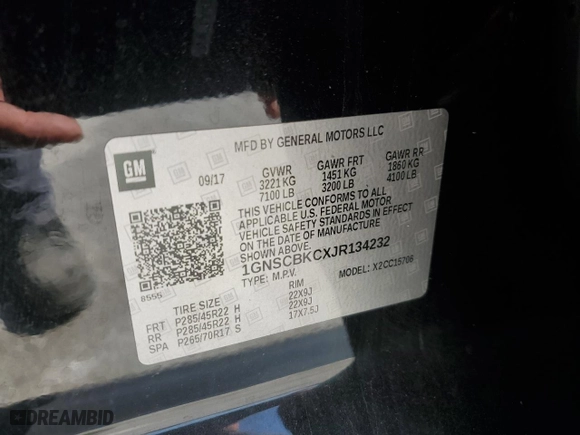 MFD BY GENERAL MOTORS LLC
GM
09/17 GVWR GAWR FRT GAWR RR
3221 KG 1451 KG 1860 KG
7100 LB 3200 LB 4100 LB
THIS VEHICLE CONFORMS TO ALL
APPLICABLE U.S. FEDERAL MOTOR
VEHICLE SAFETY STANDARDS IN EFFECT
ON THE DATE OF MANUFACTURE
SHOWN ABOVE.
1GNSCBKCXJR134232
TYPE: M.P.V. MODEL: X2CC15706
8555
TIRE SIZE RIM
FRT P285/45R22 H 22X9J
RR P285/45R22 H 22X9J
SPA P265/70R17 S 17X7.5J
DREAMBID